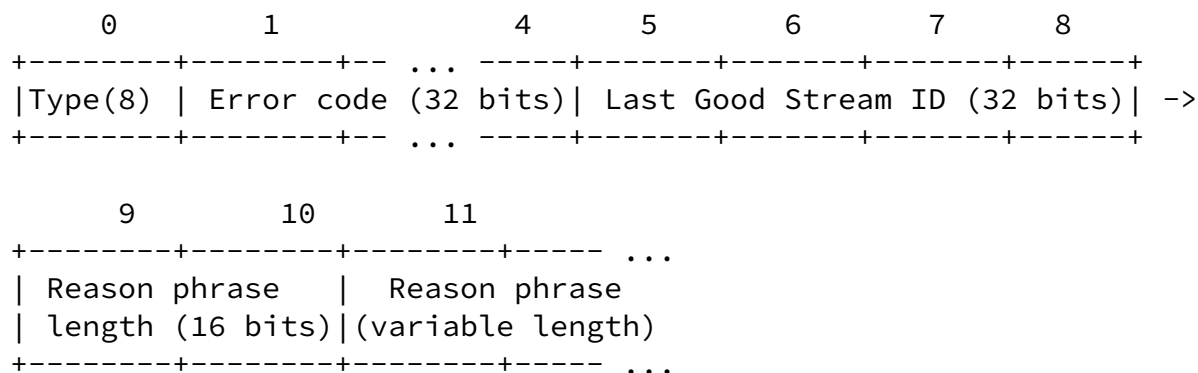 0        1               4       5        6        7       8
+--------+--------+-- ... -----+-------+-------+-------+------+
|Type(8) | Error code (32 bits)| Last Good Stream ID (32 bits)| ->
+--------+--------+-- ... -----+-------+-------+-------+------+

      9        10       11
+--------+--------+--------+----- ...
| Reason phrase   |  Reason phrase
| length (16 bits)|(variable length)
+--------+--------+--------+----- ...